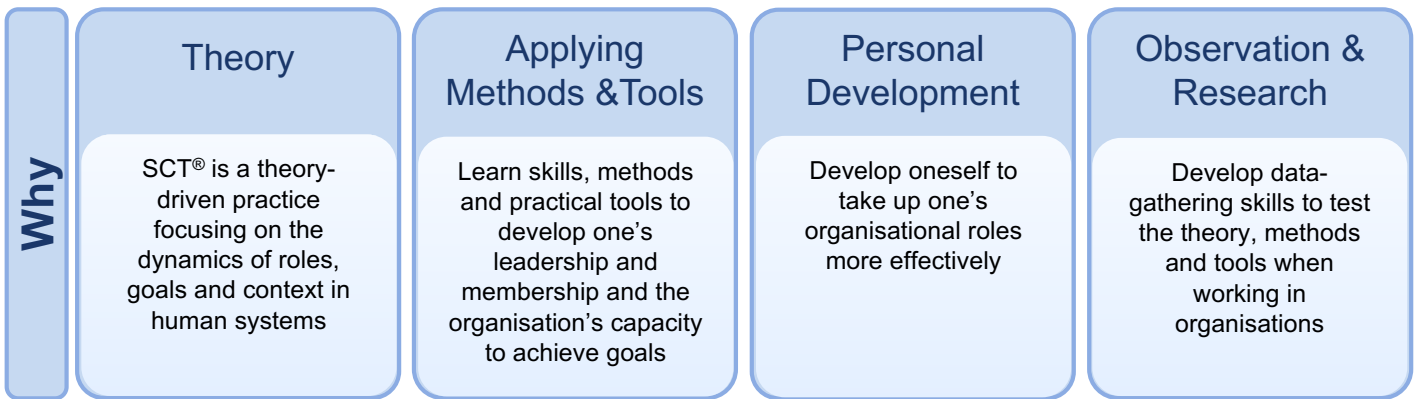 Why
Theory
SCT® is a theory-
driven practice
focusing on the
dynamics of roles,
goals and context in
human systems
Applying
Methods &Tools
Learn skills, methods
and practical tools to
develop one’s
leadership and
membership and the
organisation’s capacity
to achieve goals
Personal
Development
Develop oneself to
take up one’s
organisational roles
more effectively
Observation &
Research
Develop data-
gathering skills to test
the theory, methods
and tools when
working in
organisations